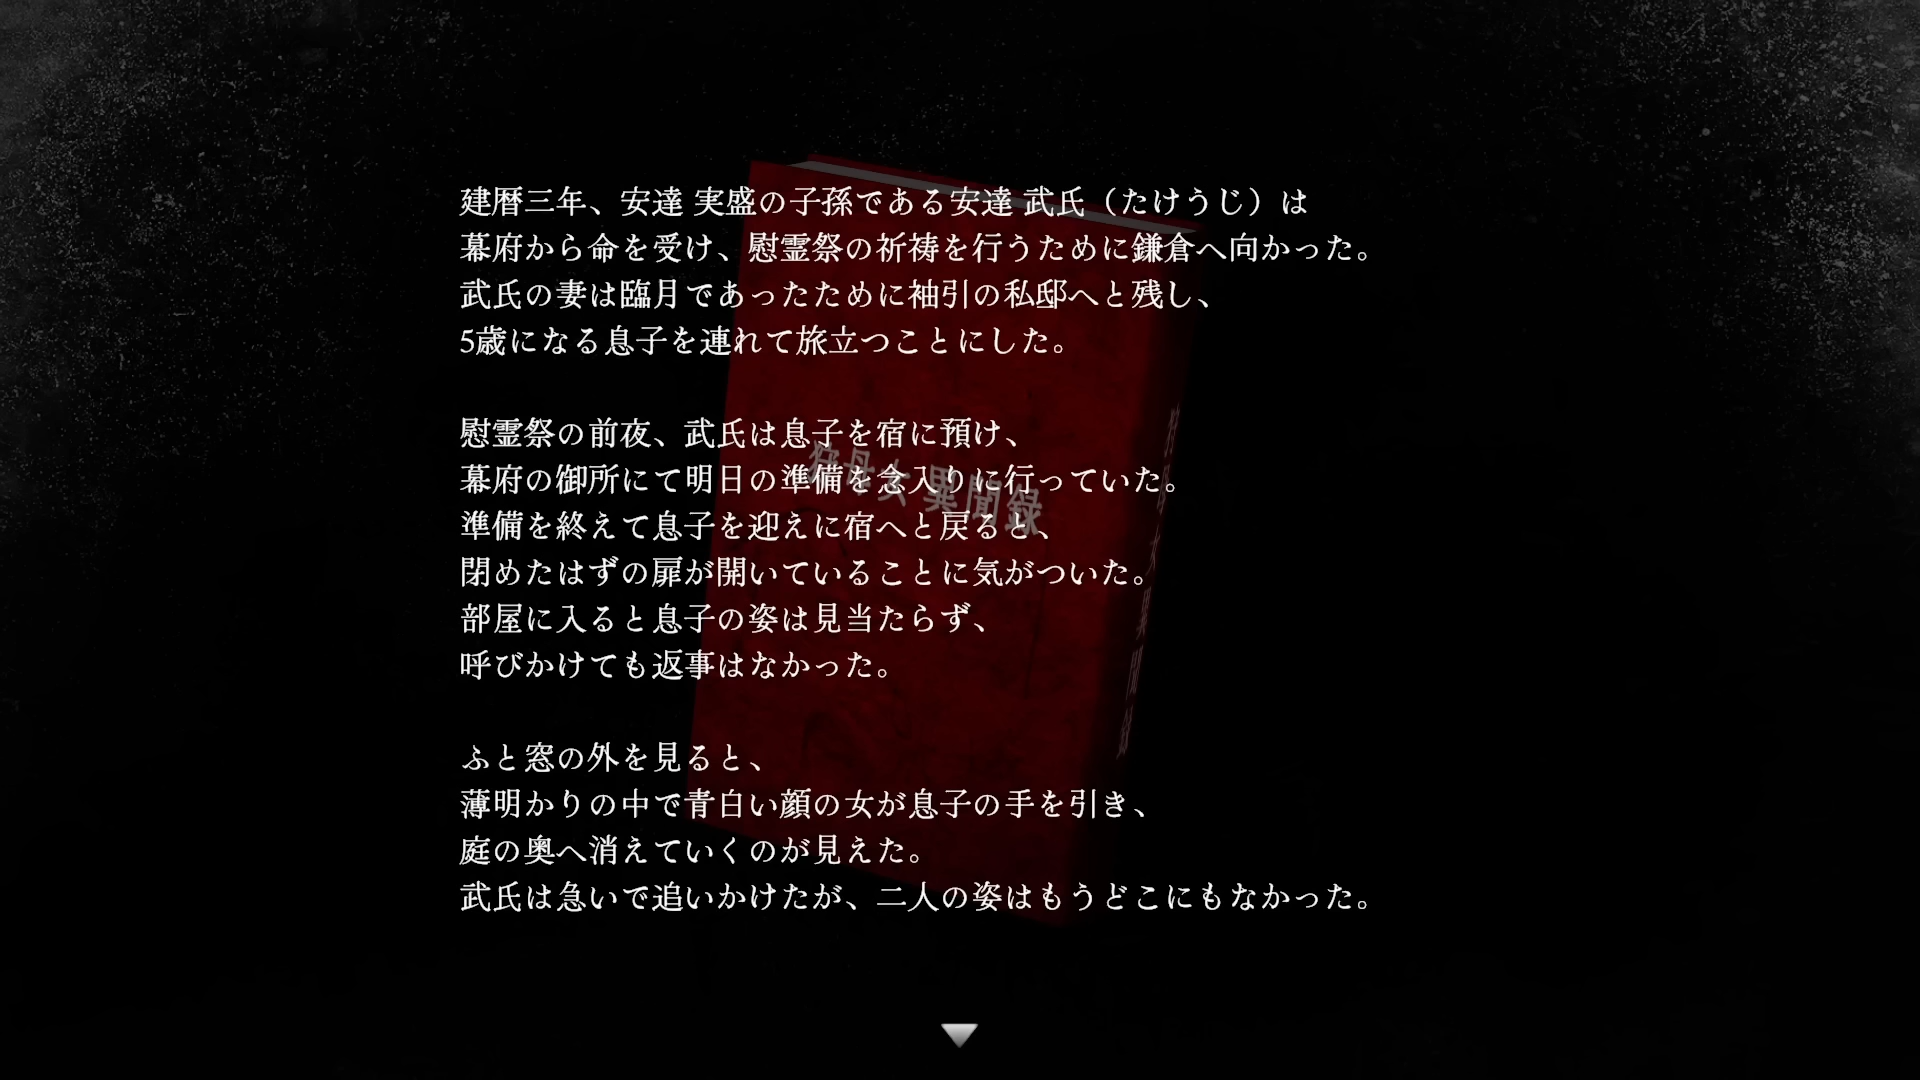 建暦三年、安達 実盛の子孫である安達 武氏（たけうじ）は
幕府から命を受け、慰霊祭の祈祷を行うために鎌倉へ向かった。
武氏の妻は臨月であったために袖引の私邸へと残し、
5歳になる息子を連れて旅立つことにした。
慰霊祭の前夜、武氏は息子を宿に預け、
幕府の御所にて明日の準備を念入りに行っていた。
準備を終えて息子を迎えに宿へと戻ると、
閉めたはずの扉が開いていることに気がついた。
部屋に入ると息子の姿は見当たらず、
呼びかけても返事はなかった。
ふと窓の外を見ると、
薄明かりの中で青白い顔の女が息子の手を引き、
庭の奥へ消えていくのが見えた。
武氏は急いで追いかけたが、二人の姿はもうどこにもなかった。
母女 異聞録
母女異聞録